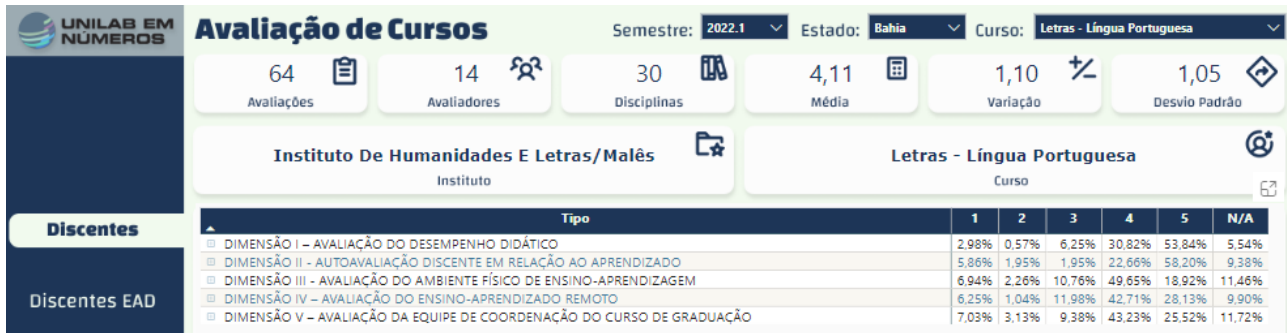 UNILAB EM
NÚMEROS
Avaliação de Cursos
Semestre: 2022.1 Estado: Bahia Curso: Letras - Língua Portuguesa
64 14 30 4,11 1,10 1,05
Avaliações Avaliadores Disciplinas Média Variação Desvio Padrão
Instituto De Humanidades E Letras/Malês Letras - Língua Portuguesa
Instituto Curso
Discentes
Discentes EAD
Tipo 1 2 3 4 5 N/A
DIMENSÃO I – AVALIAÇÃO DO DESEMPENHO DIDÁTICO 2,98% 0,57% 6,25% 30,82% 53,84% 5,54%
DIMENSÃO II - AUTOAVALIAÇÃO DISCENTE EM RELAÇÃO AO APRENDIZADO 5,86% 1,95% 1,95% 22,66% 58,20% 9,38%
DIMENSÃO III - AVALIAÇÃO DO AMBIENTE FÍSICO DE ENSINO-APRENDIZAGEM 6,94% 2,26% 10,76% 49,65% 18,92% 11,46%
DIMENSÃO IV – AVALIAÇÃO DO ENSINO-APRENDIZADO REMOTO 6,25% 1,04% 11,98% 42,71% 28,13% 9,90%
DIMENSÃO V – AVALIAÇÃO DA EQUIPE DE COORDENAÇÃO DO CURSO DE GRADUAÇÃO 7,03% 3,13% 9,38% 43,23% 25,52% 11,72%